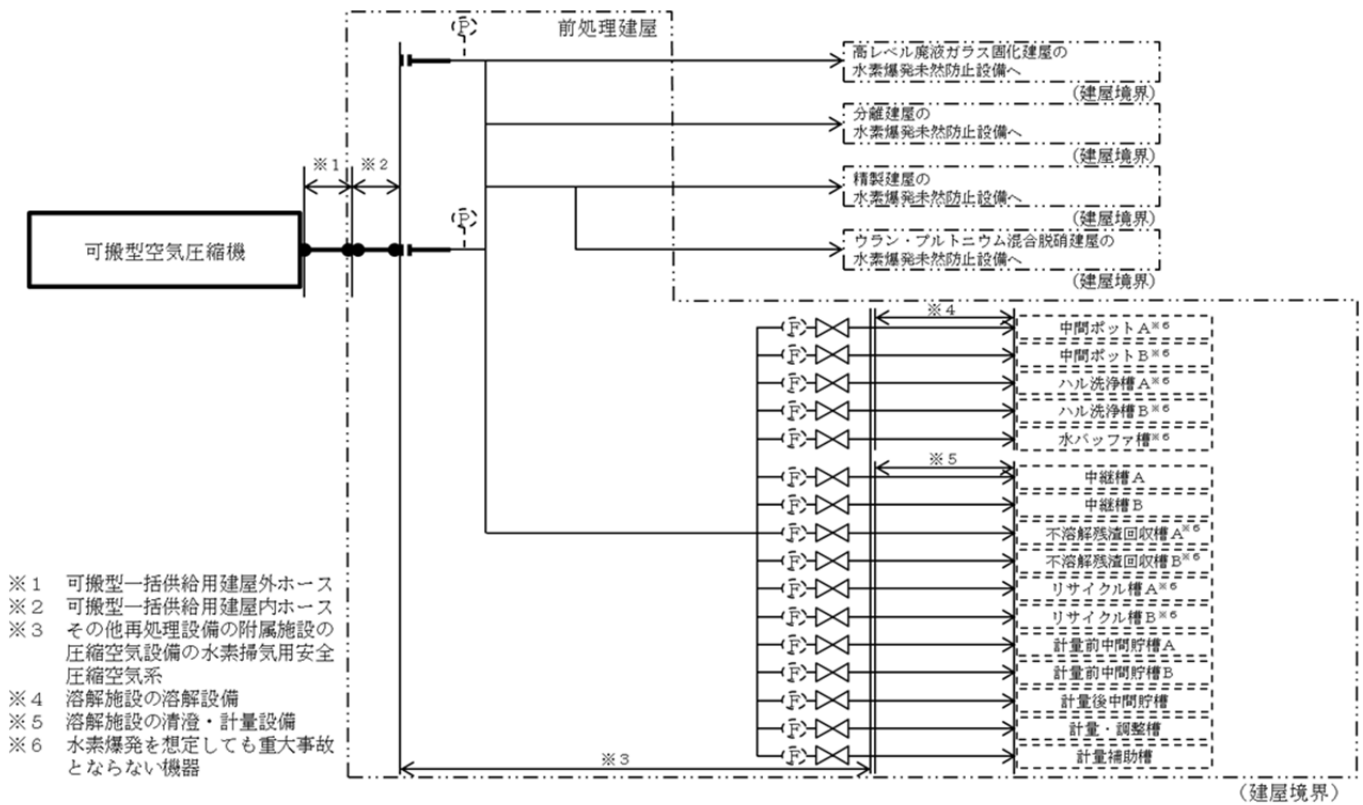 前処理建屋
P
高レベル廃液ガラス固化建屋の
水素爆発未然防止設備へ
(建屋境界)
分離建屋の
水素爆発未然防止設備へ
(建屋境界)
※1
※2
精製建屋の
水素爆発未然防止設備へ
(建屋境界)
P
可搬型空気圧縮機
ウラン・プルトニウム混合脱硝建屋の
水素爆発未然防止設備へ
(建屋境界)
※4
F
中間ポットA※6
F
中間ポットB※6
F
ハル洗浄槽A※6
F
ハル洗浄槽B※6
F
水バッファ槽※6
※5
F
中継槽A
F
中継槽B
F
不溶解残渣回収槽A※6
F
不溶解残渣回収槽B※6
F
リサイクル槽A※6
F
リサイクル槽B※6
F
計量前中間貯槽A
F
計量前中間貯槽B
F
計量後中間貯槽
F
計量・調整槽
F
計量補助槽
※3
(建屋境界)
※1 可搬型一括供給用建屋外ホース
※2 可搬型一括供給用建屋内ホース
※3 その他再処理設備の附属施設の
圧縮空気設備の水素掃気用安全
圧縮空気系
※4 溶解施設の溶解設備
※5 溶解施設の清澄・計量設備
※6 水素爆発を想定しても重大事故
とならない機器